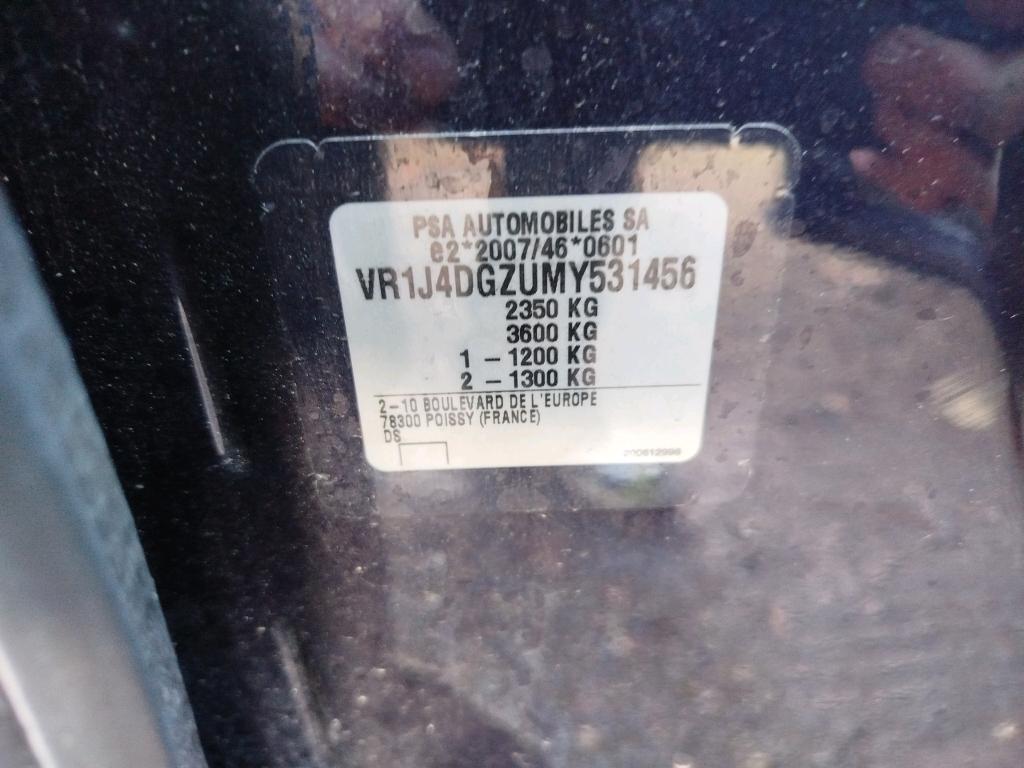 PSA AUTOMOBILES SA
e2*2007/46*0601
VR1J4DGZUMY531456
2350 KG
3600 KG
1 – 1200 KG
2 – 1300 KG
2–10 BOULEVARD DE L'EUROPE
78300 POISSY (FRANCE)
DS